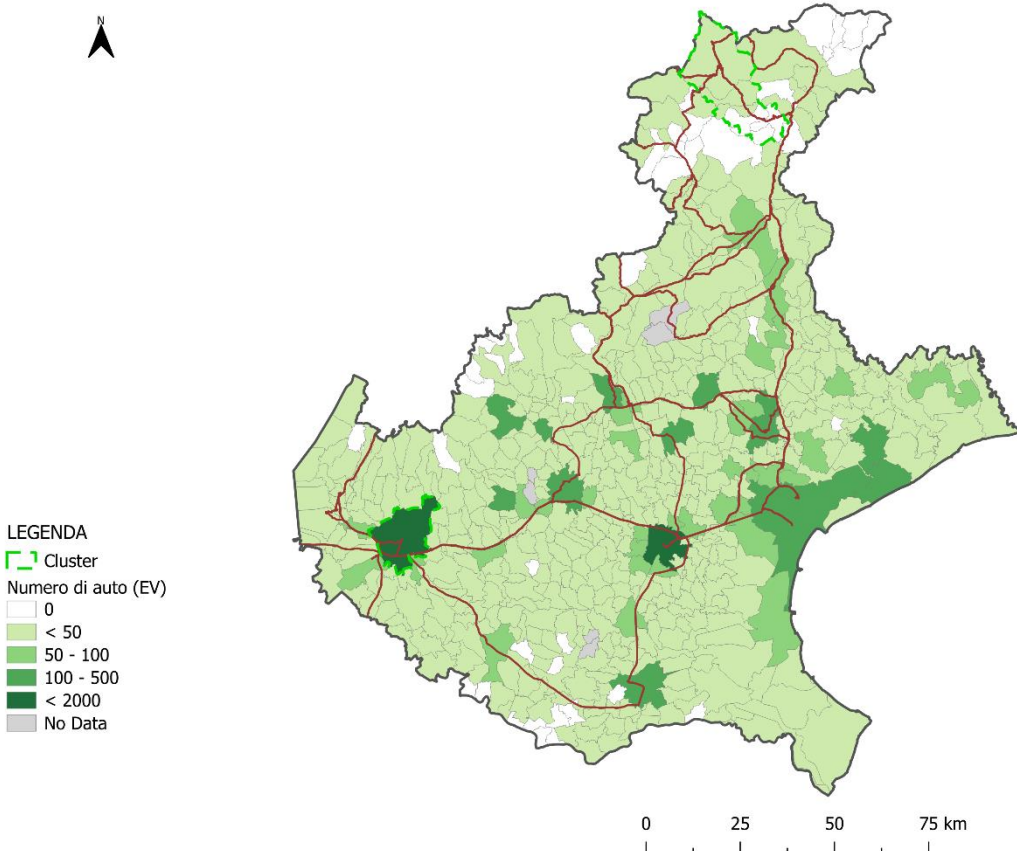 N
LEGENDA
Cluster
Numero di auto (EV)
0
< 50
50 - 100
100 - 500
< 2000
No Data
0 25 50 75 km